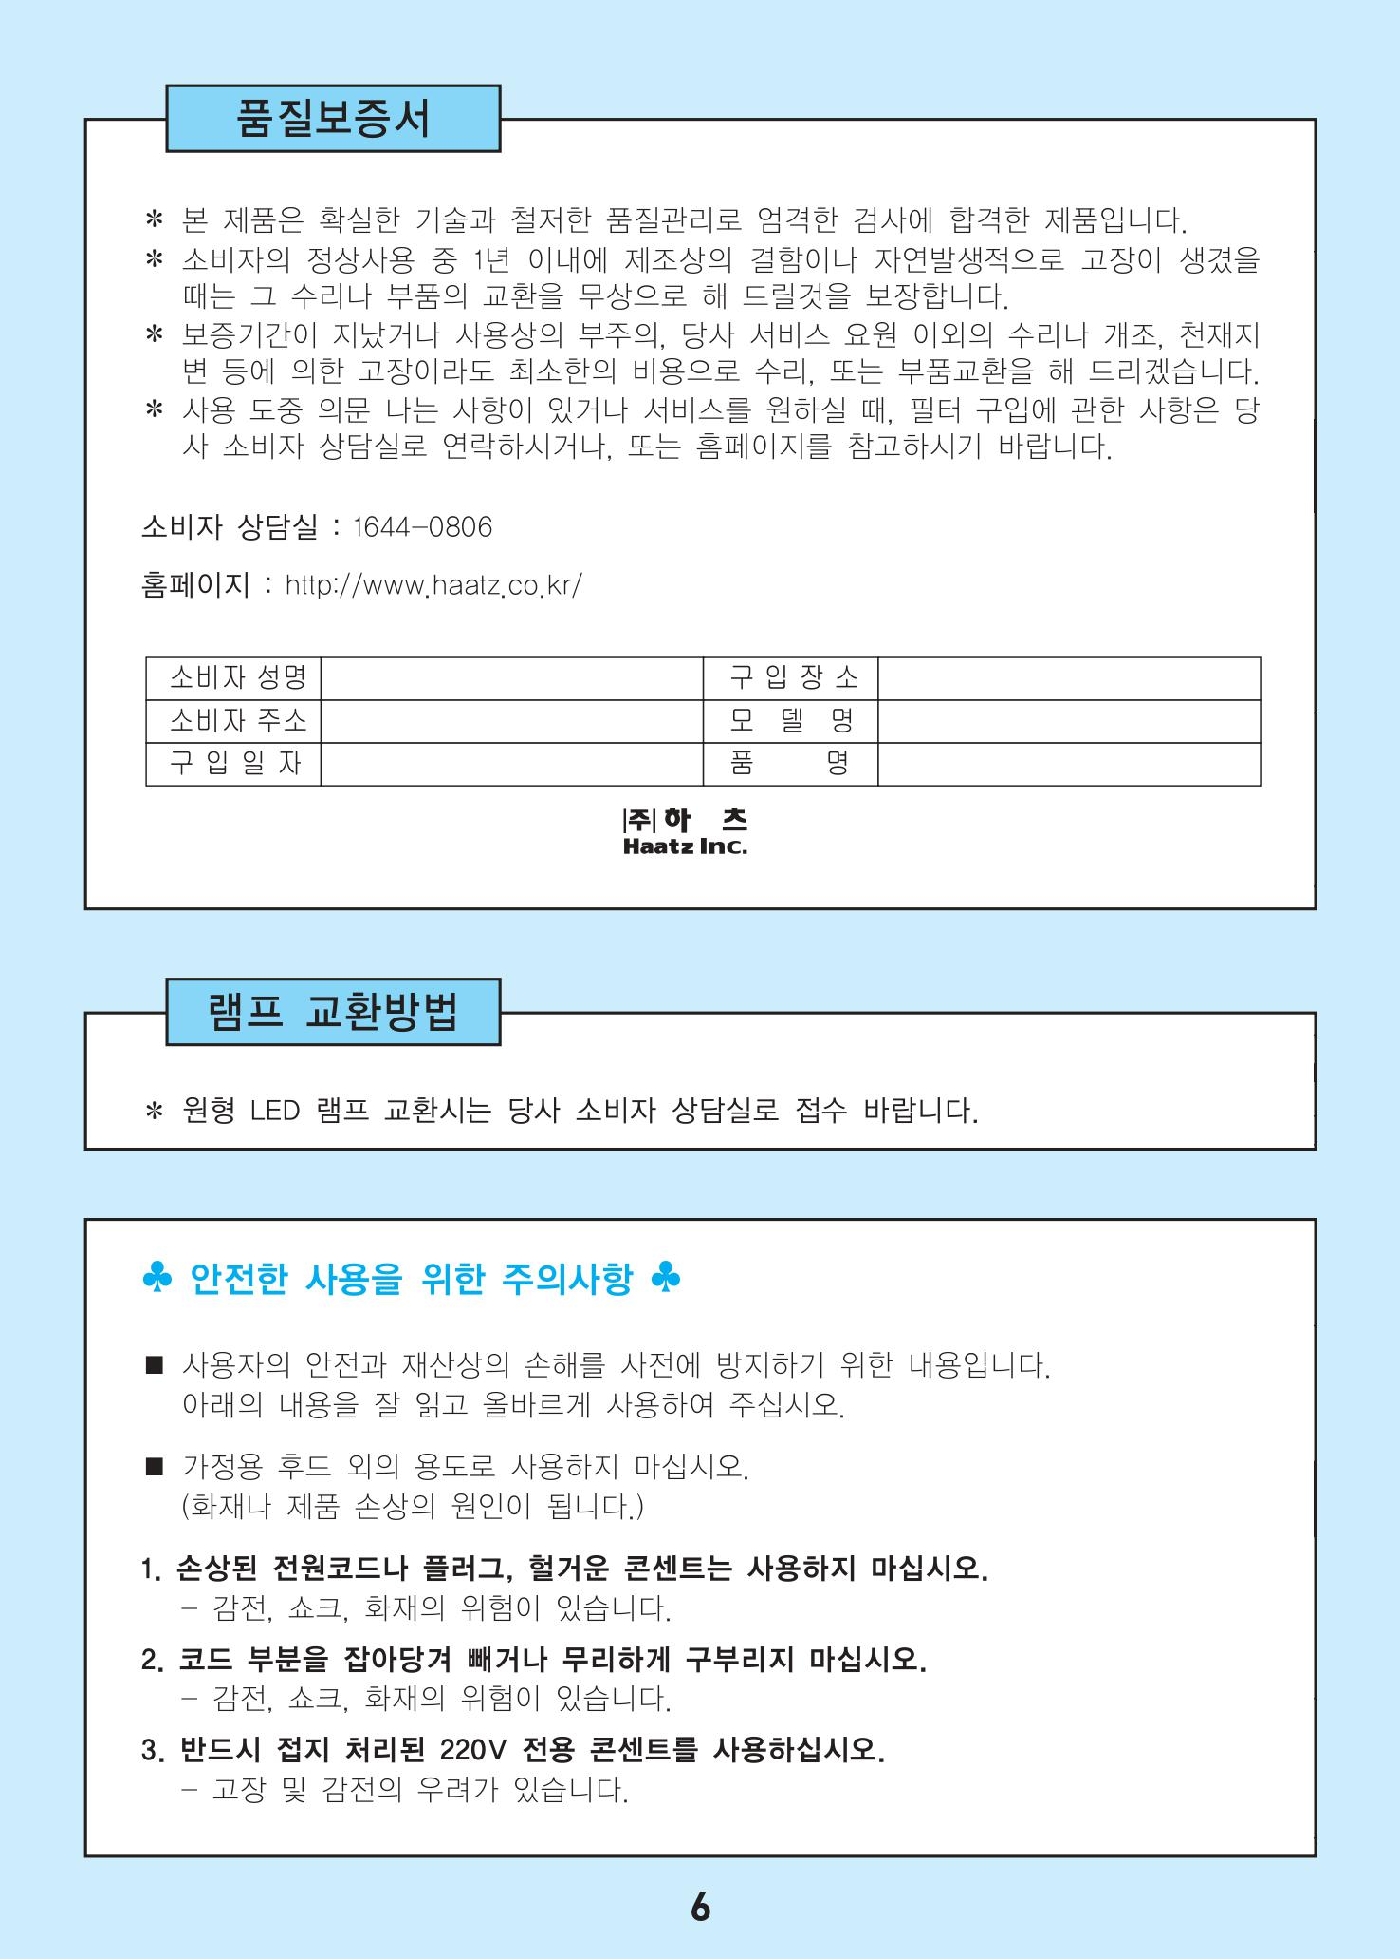 품질보증서
✻ 본 제품은 확실한 기술과 철저한 품질관리로 엄격한 검사에 합격한 제품입니다.
✻ 소비자의 정상사용 중 1년 이내에 제조상의 결함이나 자연발생적으로 고장이 생겼을
때는 그 수리나 부품의 교환을 무상으로 해 드릴것을 보장합니다.
✻ 보증기간이 지났거나 사용상의 부주의, 당사 서비스 요원 이외의 수리나 개조, 천재지
변 등에 의한 고장이라도 최소한의 비용으로 수리, 또는 부품교환을 해 드리겠습니다.
✻ 사용 도중 의문 나는 사항이 있거나 서비스를 원하실 때, 필터 구입에 관한 사항은 당
사 소비자 상담실로 연락하시거나, 또는 홈페이지를 참고하시기 바랍니다.
소비자 상담실 : 1644-0806
홈페이지 : http://www.haatz.co.kr/
소비자 성명 구 입 장 소
소비자 주소 모 델 명
구 입 일 자 품 명
|주| 하 츠
Haatz Inc.
램프 교환방법
✻ 원형 LED 램프 교환시는 당사 소비자 상담실로 접수 바랍니다.
♣ 안전한 사용을 위한 주의사항 ♣
■ 사용자의 안전과 재산상의 손해를 사전에 방지하기 위한 내용입니다.
아래의 내용을 잘 읽고 올바르게 사용하여 주십시오.
■ 가정용 후드 외의 용도로 사용하지 마십시오.
(화재나 제품 손상의 원인이 됩니다.)
1. 손상된 전원코드나 플러그, 헐거운 콘센트는 사용하지 마십시오.
- 감전, 쇼크, 화재의 위험이 있습니다.
2. 코드 부분을 잡아당겨 빼거나 무리하게 구부리지 마십시오.
- 감전, 쇼크, 화재의 위험이 있습니다.
3. 반드시 접지 처리된 220V 전용 콘센트를 사용하십시오.
- 고장 및 감전의 우려가 있습니다.
6